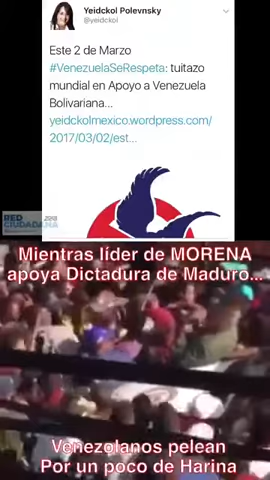 Yeidckol Polevnsky
@yeidckol
Este 2 de Marzo
#VenezuelaSeRespeta: tuitazo
mundial en Apoyo a Venezuela
Bolivariana...
yeidckolmexico.wordpress.com/
2017/03/02/est...
RED
CIUDADANA
Mientras líder de MORENA
apoya Dictadura de Maduro...
Venezolanos pelean
Por un poco de Harina